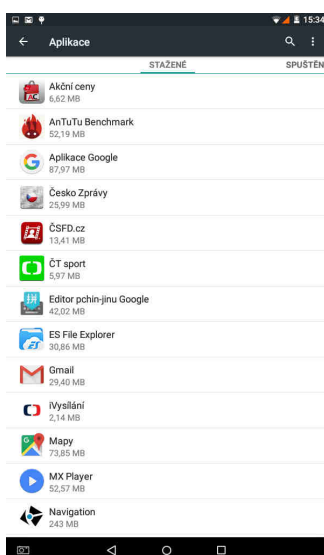 15:34
Aplikace
STAŽENÉ
SPUŠTĚN
Akční ceny
6,62 MB
AnTuTu Benchmark
52,19 MB
Aplikace Google
87,97 MB
Česko Zprávy
25,99 MB
ČSFD.cz
13,41 MB
ČT sport
5,97 MB
Editor pchin-jinu Google
42,02 MB
ES File Explorer
30,86 MB
Gmail
29,40 MB
iVysílání
2,14 MB
Mapy
73,85 MB
MX Player
52,57 MB
Navigation
243 MB